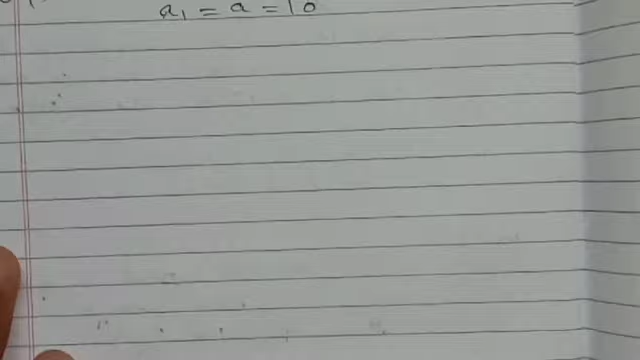 a₁ = a = 10